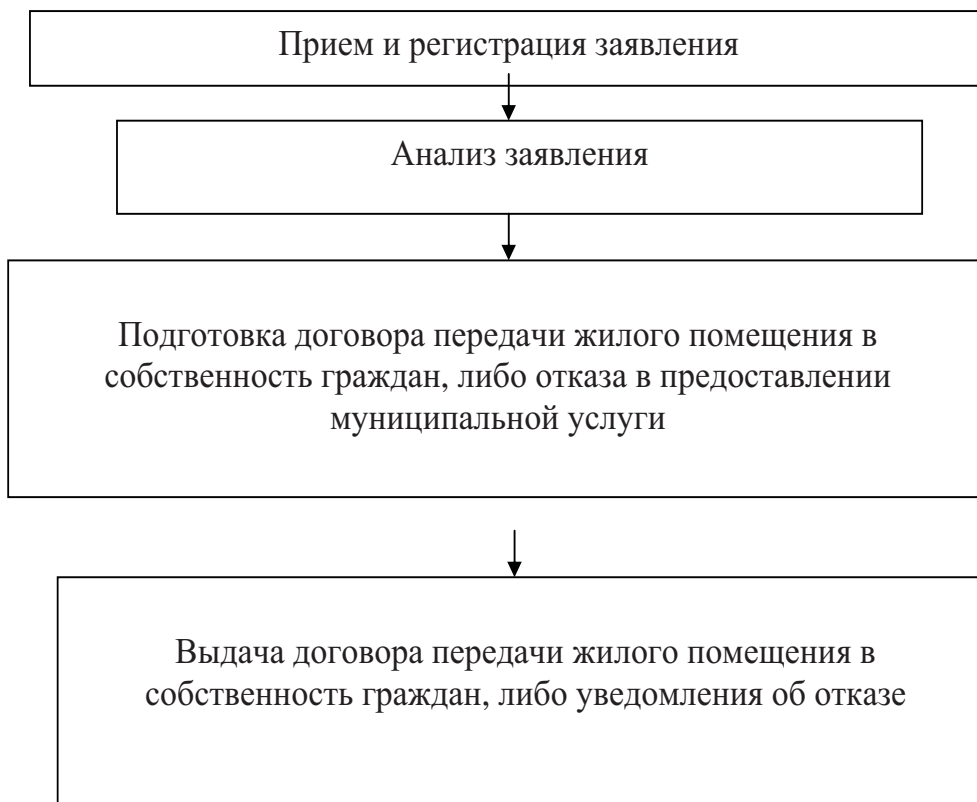 Прием и регистрация заявления
Анализ заявления
Подготовка договора передачи жилого помещения в
собственность граждан, либо отказа в предоставлении
муниципальной услуги
Выдача договора передачи жилого помещения в
собственность граждан, либо уведомления об отказе